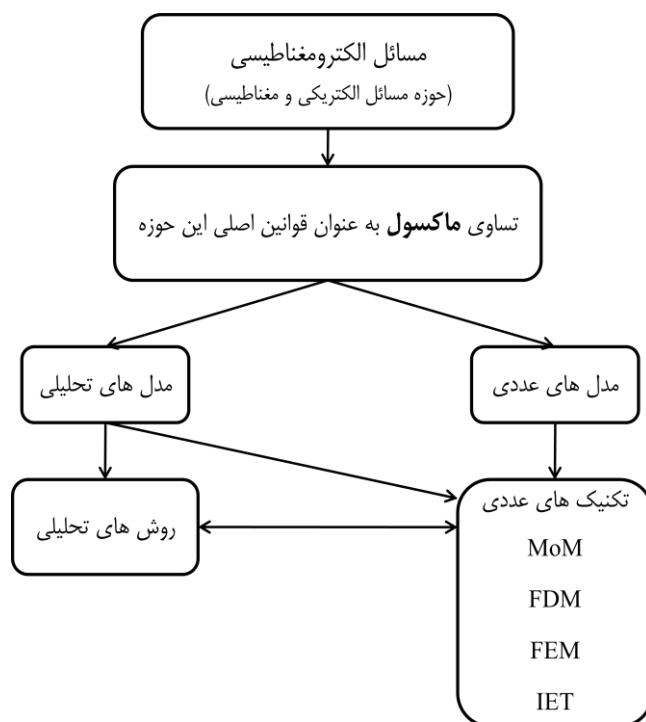 مسائل الکترومغناطیسی
(حوزه مسائل الکتریکی و مغناطیسی)
تساوی ماکسول به عنوان قوانین اصلی این حوزه
مدل های عددی
مدل های تحلیلی
تکنیک های عددی
روش های تحلیلی
MoM
FDM
FEM
IET